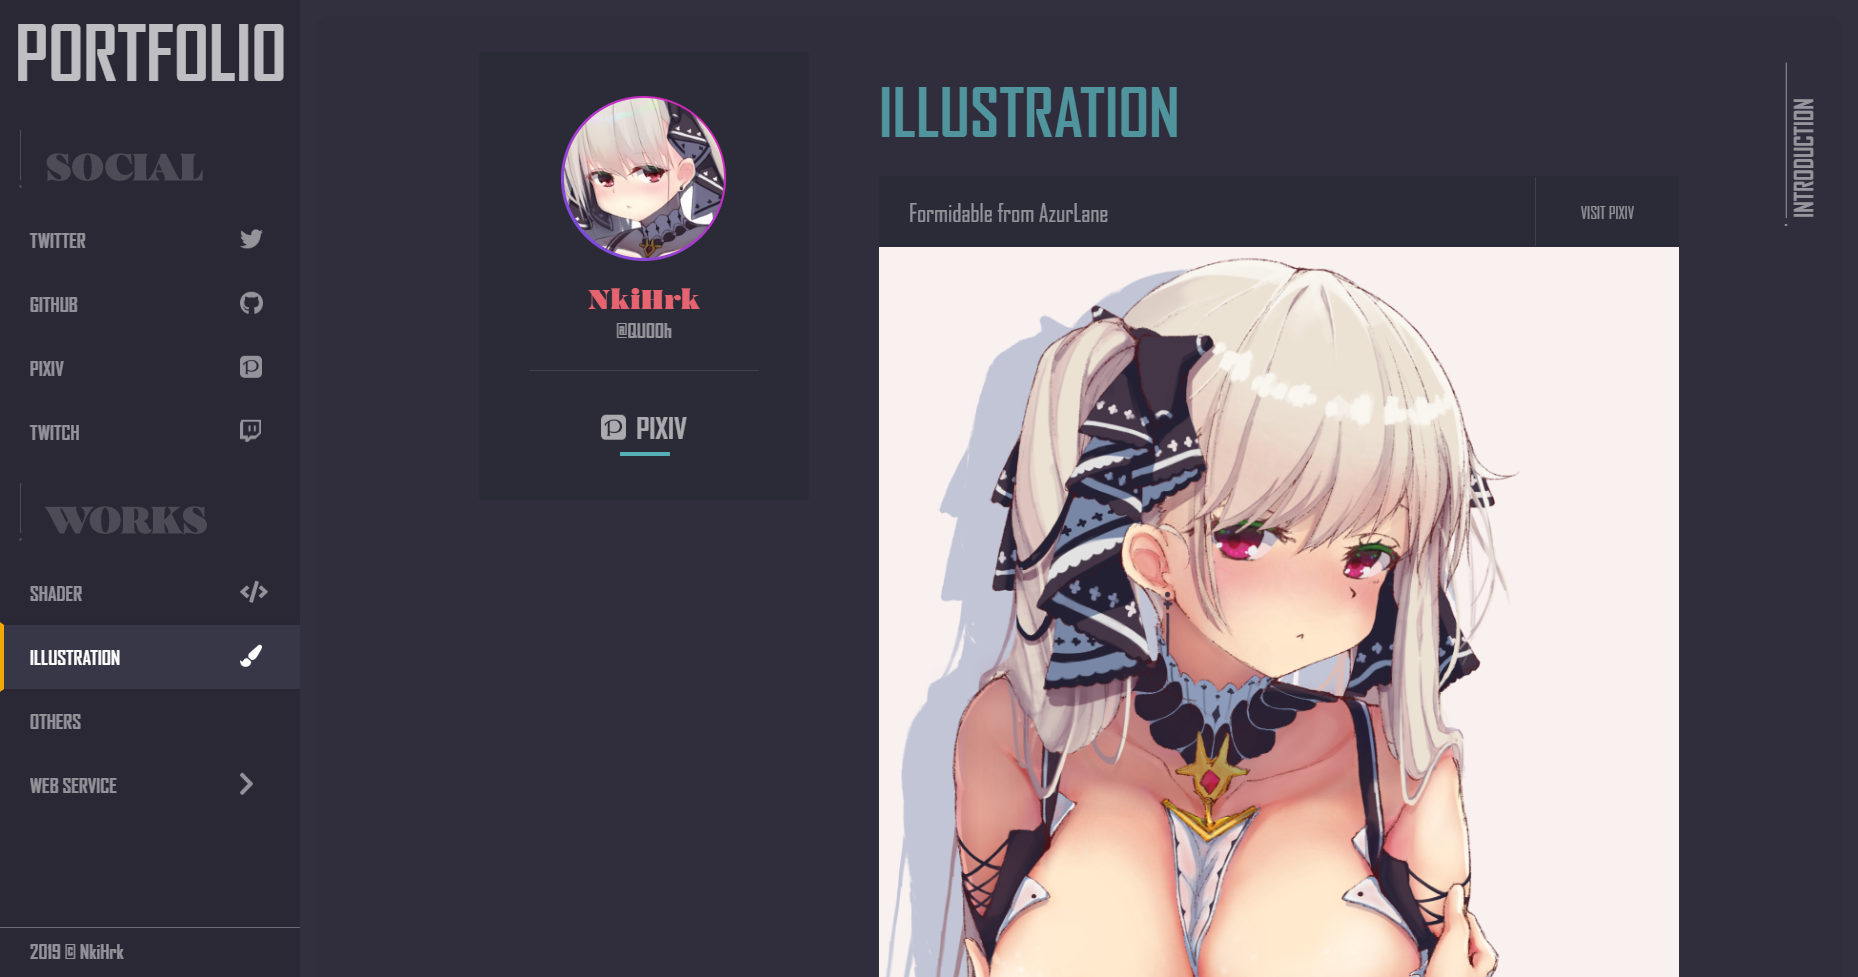 PORTFOLIO
SOCIAL
TWITTER
GITHUB
PIXIV
TWITCH
WORKS
SHADER
ILLUSTRATION
OTHERS
WEB SERVICE
2019 © NkiHrk
NkiHrk
@QUOOh
PIXIV
ILLUSTRATION
Formidable from AzurLane
VISIT PIXIV
INTRODUCTION